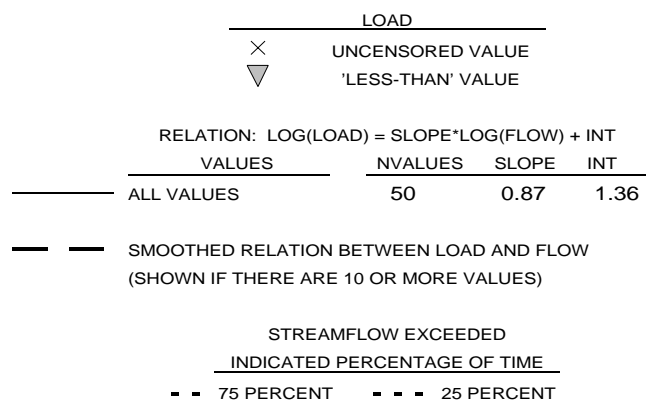 LOAD
UNCENSORED VALUE
'LESS-THAN' VALUE
RELATION: LOG(LOAD) = SLOPE*LOG(FLOW) + INT
VALUES NVALUES SLOPE INT
ALL VALUES 50 0.87 1.36
SMOOTHED RELATION BETWEEN LOAD AND FLOW
(SHOWN IF THERE ARE 10 OR MORE VALUES)
STREAMFLOW EXCEEDED
INDICATED PERCENTAGE OF TIME
75 PERCENT 25 PERCENT